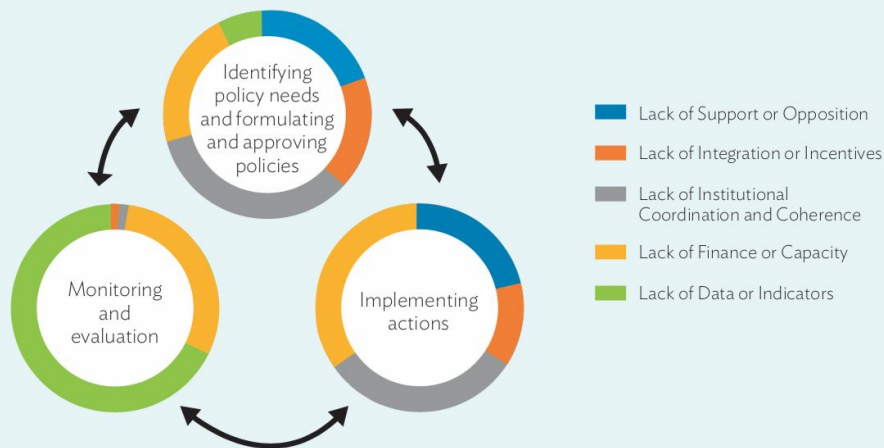 Identifying
policy needs
and formulating
and approving
policies
Monitoring
and
evaluation
Implementing
actions
Lack of Support or Opposition
Lack of Integration or Incentives
Lack of Institutional
Coordination and Coherence
Lack of Finance or Capacity
Lack of Data or Indicators